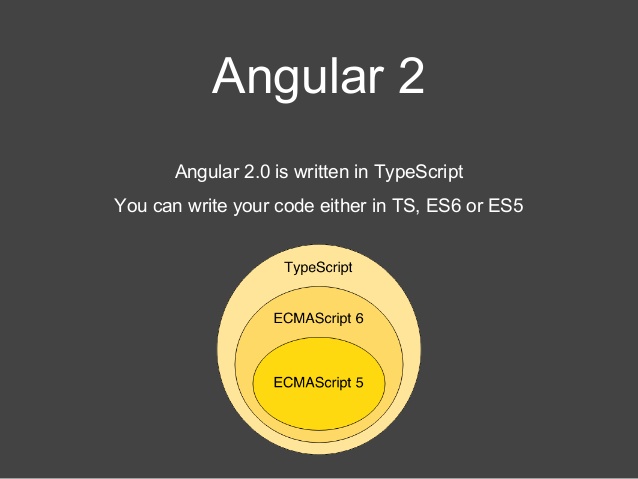 Angular 2
Angular 2.0 is written in TypeScript
You can write your code either in TS, ES6 or ES5
TypeScript
ECMAScript 6
ECMAScript 5